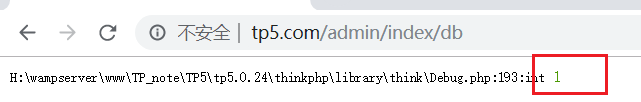 不安全 | tp5.com/admin/index/db
H:\wampserver\www\TP_note\TP5\tp5.0.24\thinkphp\library\think\Debug.php:193:int 1